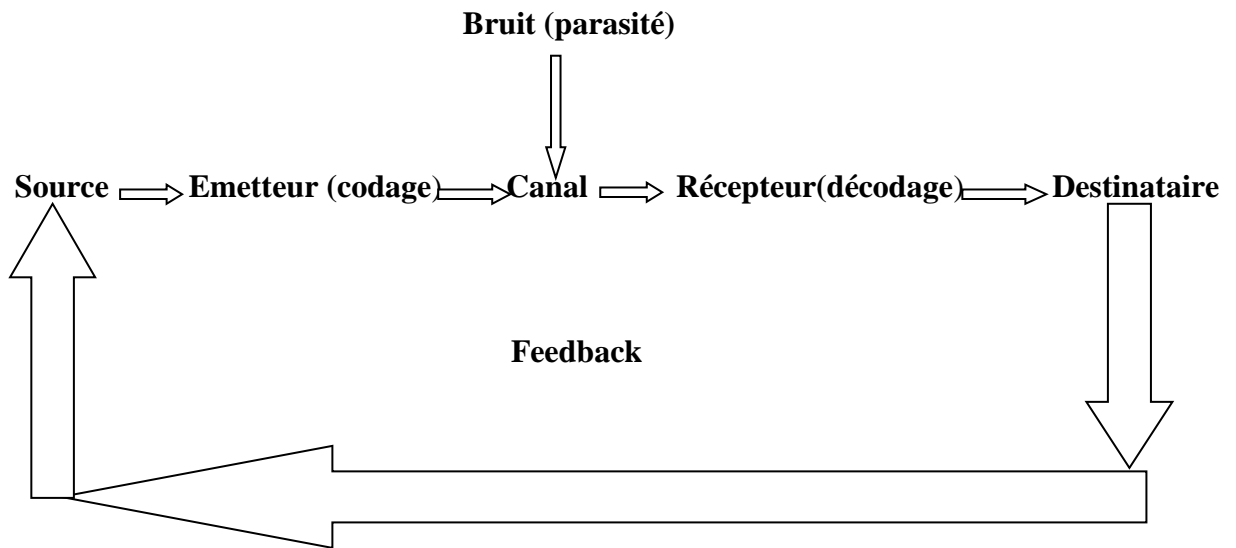 Bruit (parasité)
Source Emetteur (codage) Canal Récepteur(décodage) Destinataire
Feedback